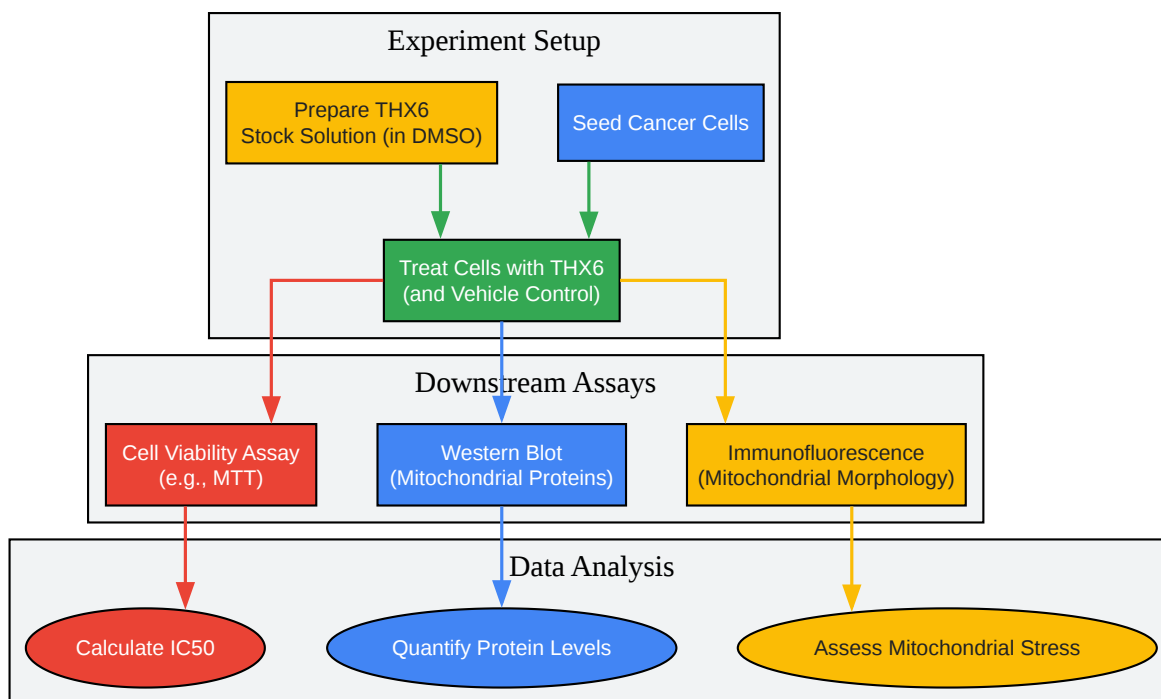 Experiment Setup
Prepare THX6
Stock Solution (in DMSO)
Seed Cancer Cells
Treat Cells with THX6
(and Vehicle Control)
Downstream Assays
Cell Viability Assay
(e.g., MTT)
Western Blot
(Mitochondrial Proteins)
Immunofluorescence
(Mitochondrial Morphology)
Data Analysis
Calculate IC50
Quantify Protein Levels
Assess Mitochondrial Stress